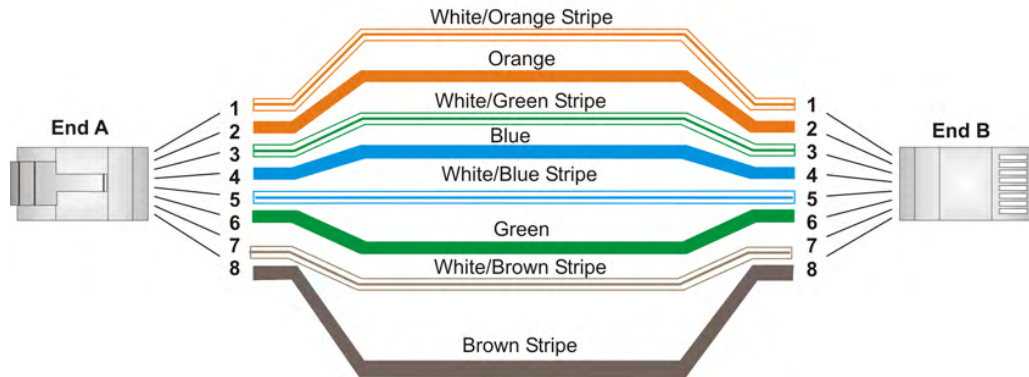 White/Orange Stripe
Orange
White/Green Stripe
Blue
White/Blue Stripe
Green
White/Brown Stripe
Brown Stripe
End A
1
2
3
4
5
6
7
8
End B
1
2
3
4
5
6
7
8